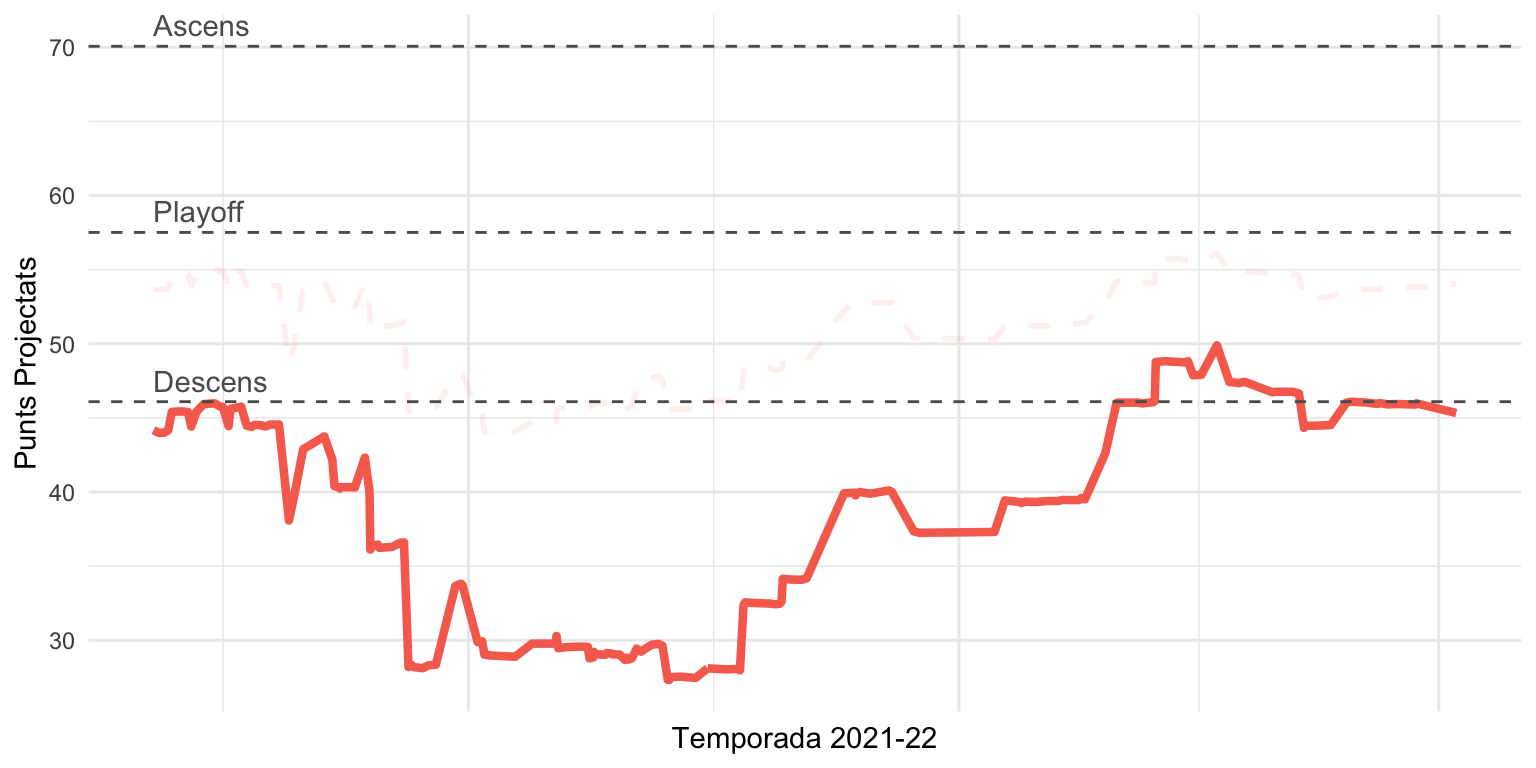 Ascens
70
60
Playoff
50
Descens
40
30
Punts Projectats
Temporada 2021-22